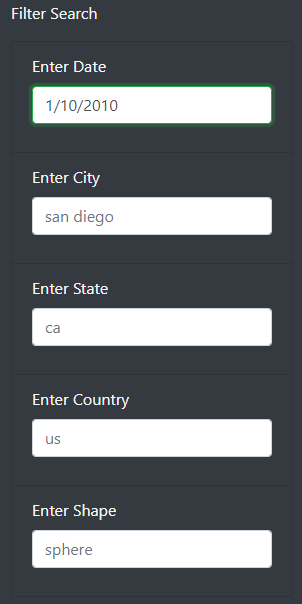 Filter Search
Enter Date
1/10/2010
Enter City
san diego
Enter State
ca
Enter Country
us
Enter Shape
sphere